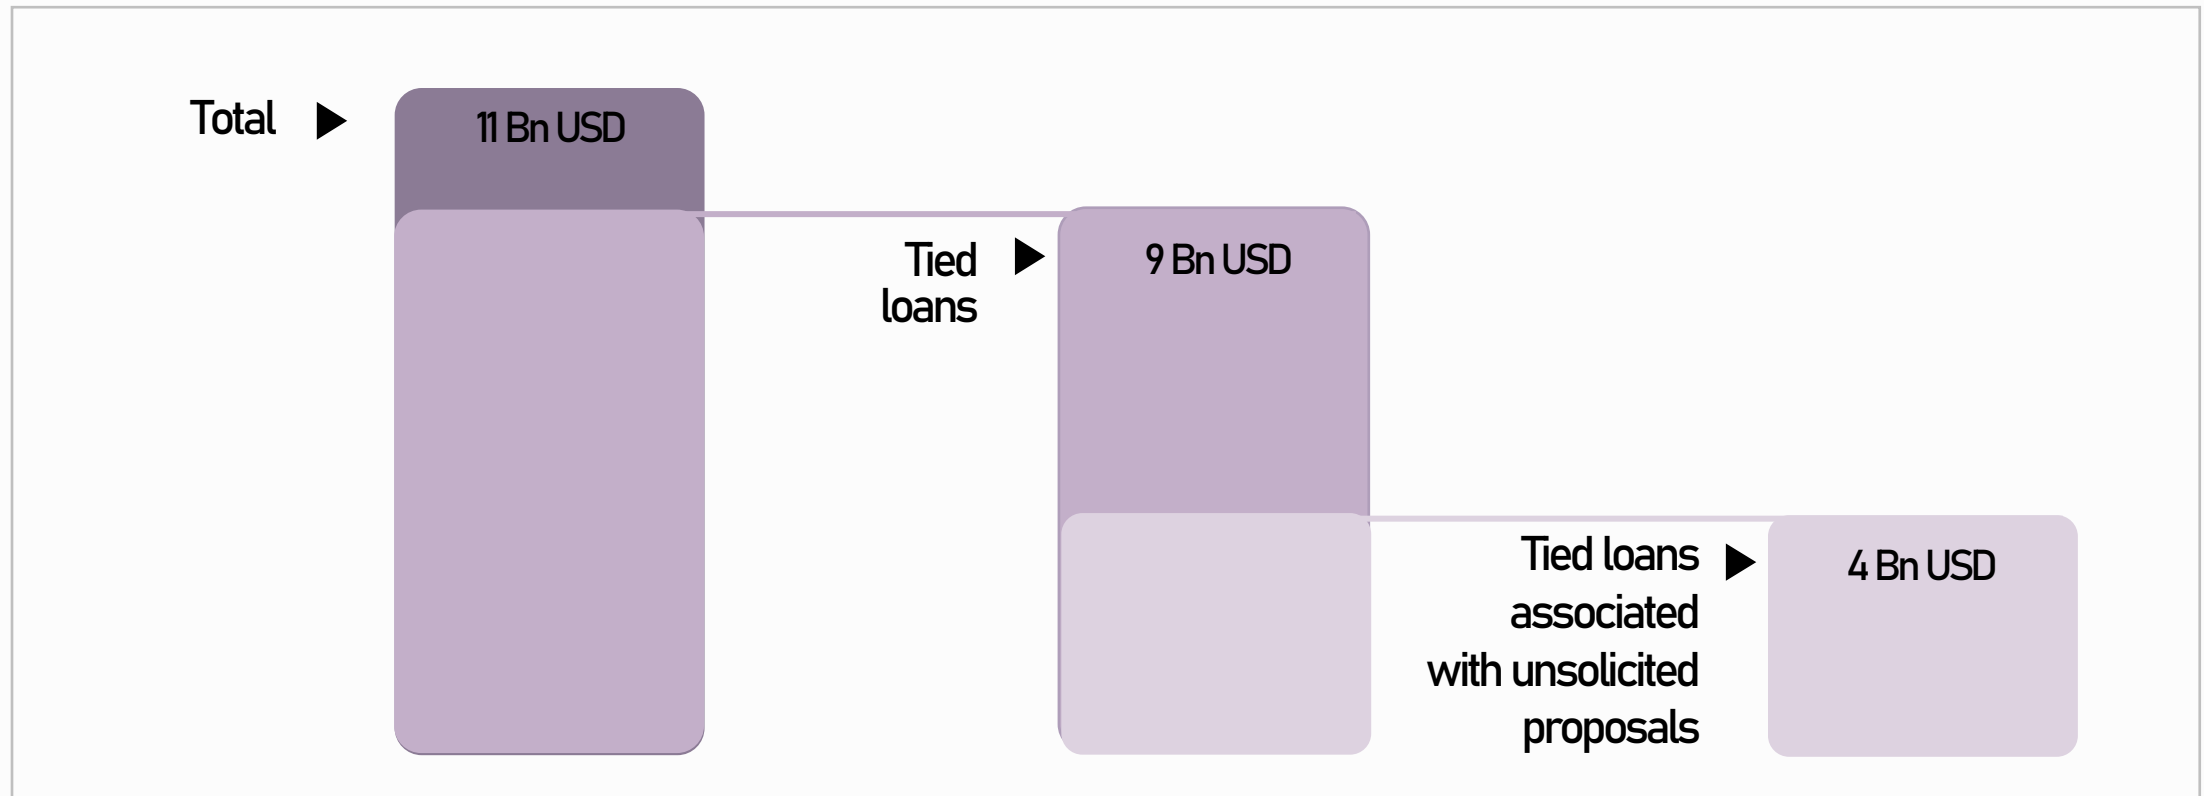 Total
11 Bn USD
Tied
loans
9 Bn USD
Tied loans
associated
with unsolicited
proposals
4 Bn USD